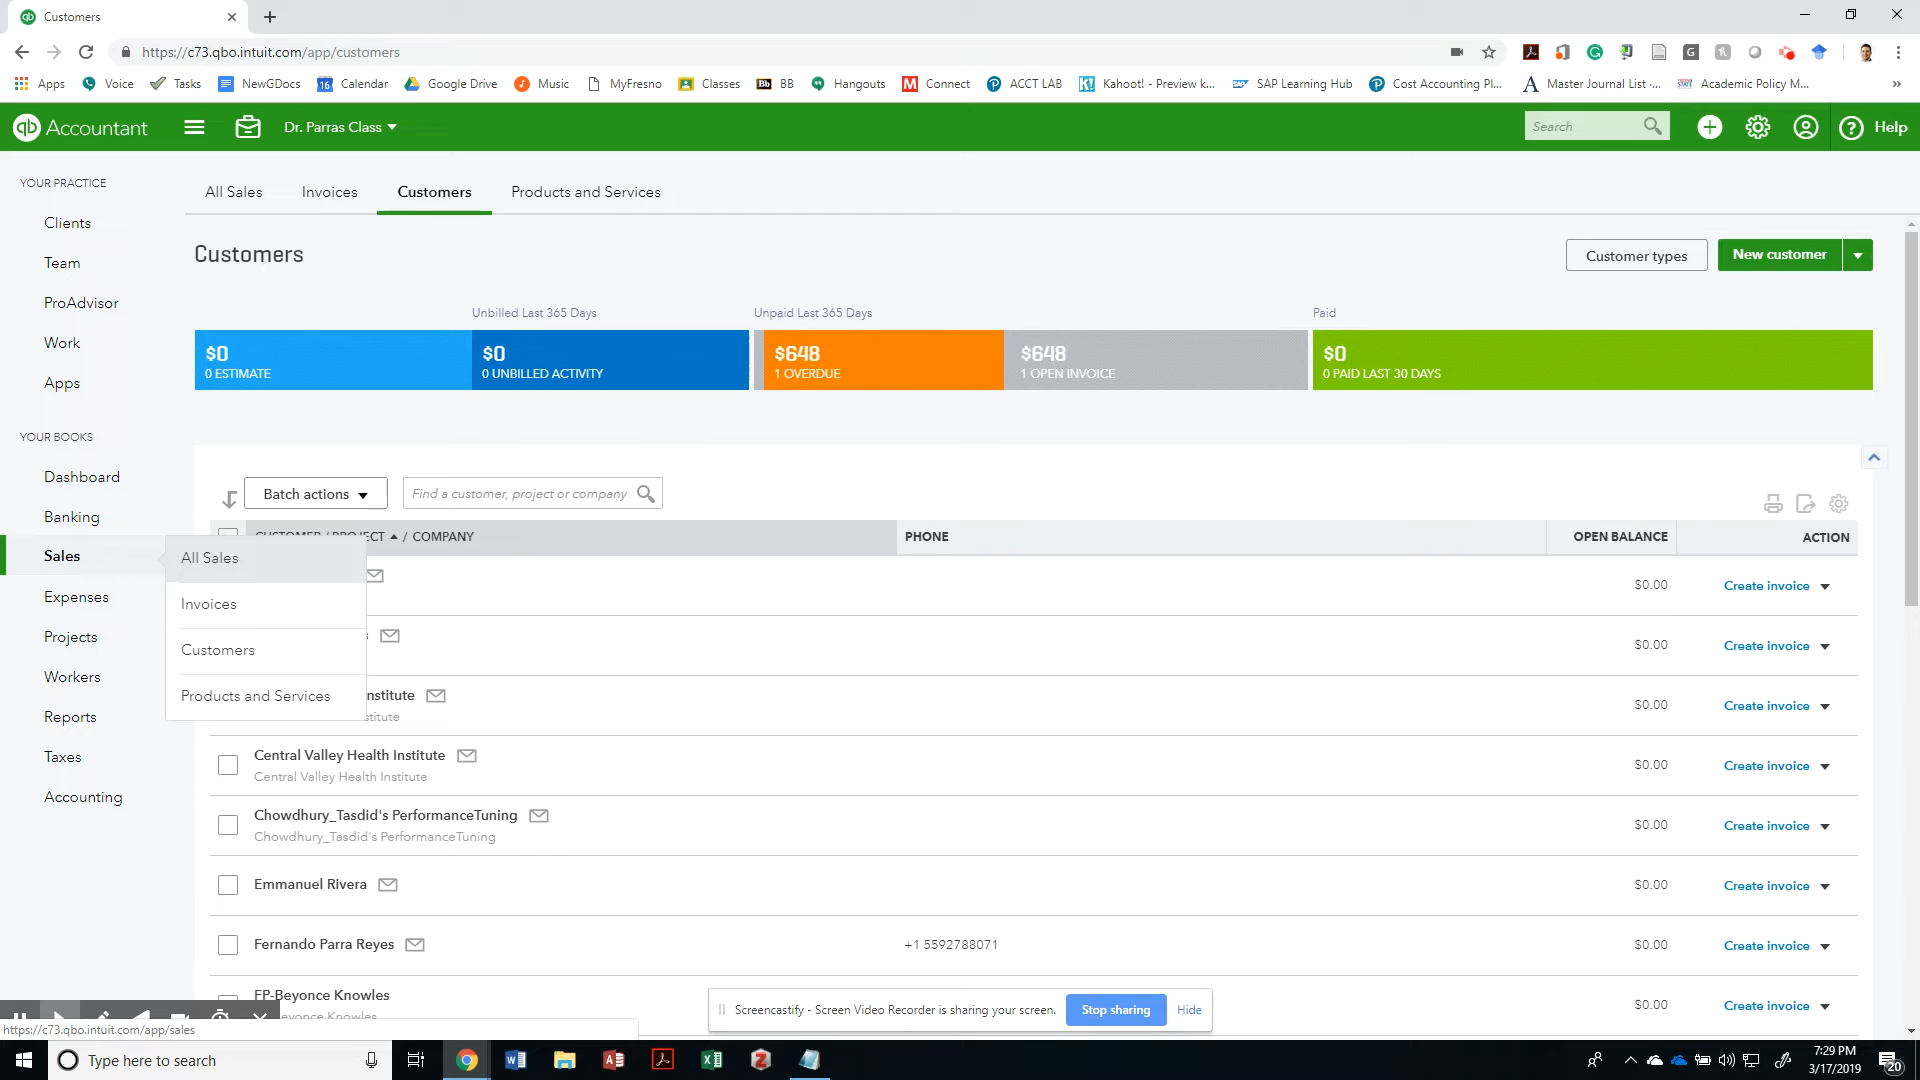 Customers
https://c73.qbo.intuit.com/app/customers
Apps Voice Tasks NewGDocs Calendar Google Drive Music MyFresno Classes BB Hangouts Connect ACCT LAB Kahoot! - Preview k... SAP Learning Hub Cost Accounting Pl... Master Journal List -... Academic Policy M... »
qb Accountant Dr. Parras Class Search Help
YOUR PRACTICE
Clients
Team
ProAdvisor
Work
Apps
YOUR BOOKS
Dashboard
Banking
Sales
Expenses
Projects
Workers
Reports
Taxes
Accounting
All Sales
Invoices
Customers
Products and Services
All Sales Invoices Customers Products and Services
Customers
Customer types New customer
Unbilled Last 365 Days Unpaid Last 365 Days Paid
$0 $0 $648 $648 $0
0 ESTIMATE 0 UNBILLED ACTIVITY 1 OVERDUE 1 OPEN INVOICE 0 PAID LAST 30 DAYS
Batch actions Find a customer, project or company
CUSTOMER / PROJECT / COMPANY PHONE OPEN BALANCE ACTION
$0.00 Create invoice
$0.00 Create invoice
nstitute $0.00 Create invoice
stitute
Central Valley Health Institute $0.00 Create invoice
Central Valley Health Institute
Chowdhury_Tasdid's PerformanceTuning $0.00 Create invoice
Chowdhury_Tasdid's PerformanceTuning
Emmanuel Rivera $0.00 Create invoice
Fernando Parra Reyes +1 5592788071 $0.00 Create invoice
FP-Beyonce Knowles $0.00 Create invoice
eyonce Knowles
Screencastify - Screen Video Recorder is sharing your screen. Stop sharing Hide
https://c73.qbo.intuit.com/app/sales
Type here to search
7:29 PM
3/17/2019
20